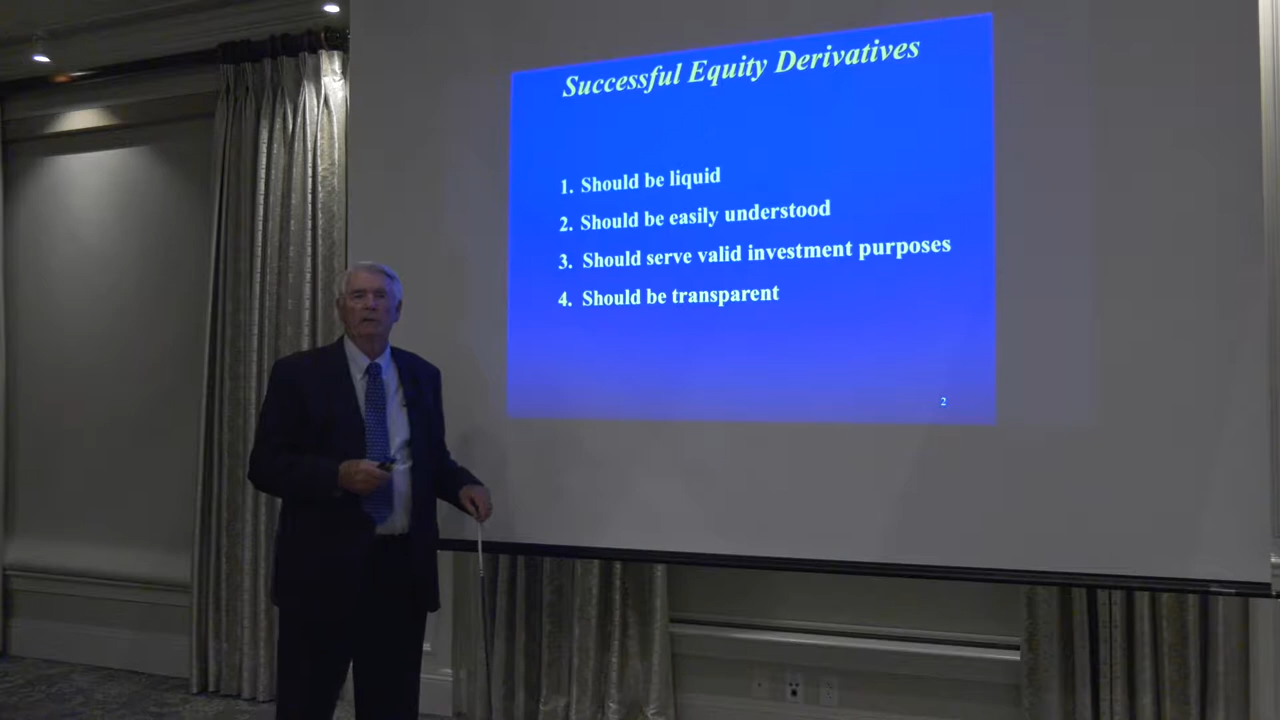 Successful Equity Derivatives
1. Should be liquid
2. Should be easily understood
3. Should serve valid investment purposes
4. Should be transparent
2